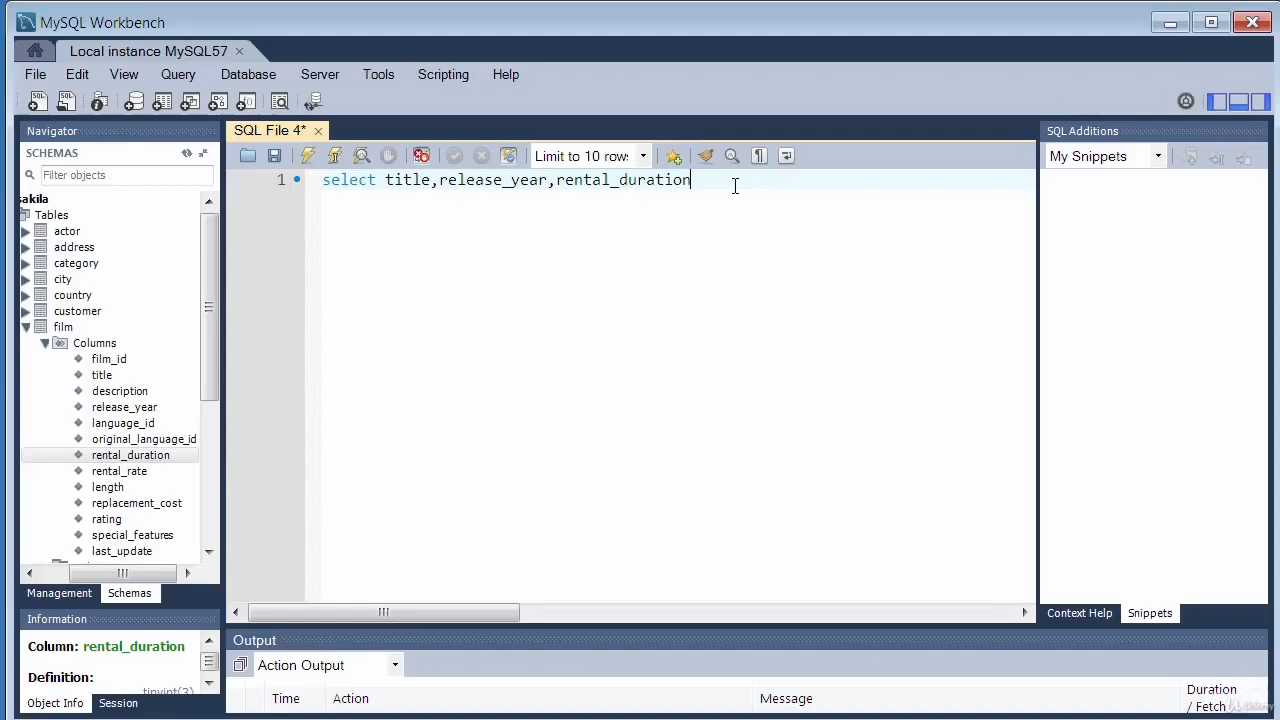 MySQL Workbench
Local instance MySQL57
File Edit View Query Database Server Tools Scripting Help
Navigator
SCHEMAS
Filter objects
sakila
Tables
actor
address
category
city
country
customer
film
Columns
film_id
title
description
release_year
language_id
original_language_id
rental_duration
rental_rate
length
replacement_cost
rating
special_features
last_update
Management Schemas
Information
Column: rental_duration
Definition:
tinyint(3)
Object Info Session
SQL File 4*
Limit to 10 rows
1 select title,release_year,rental_duration
SQL Additions
My Snippets
Context Help Snippets
Output
Action Output
Time Action Message Duration / Fetch
Udemy